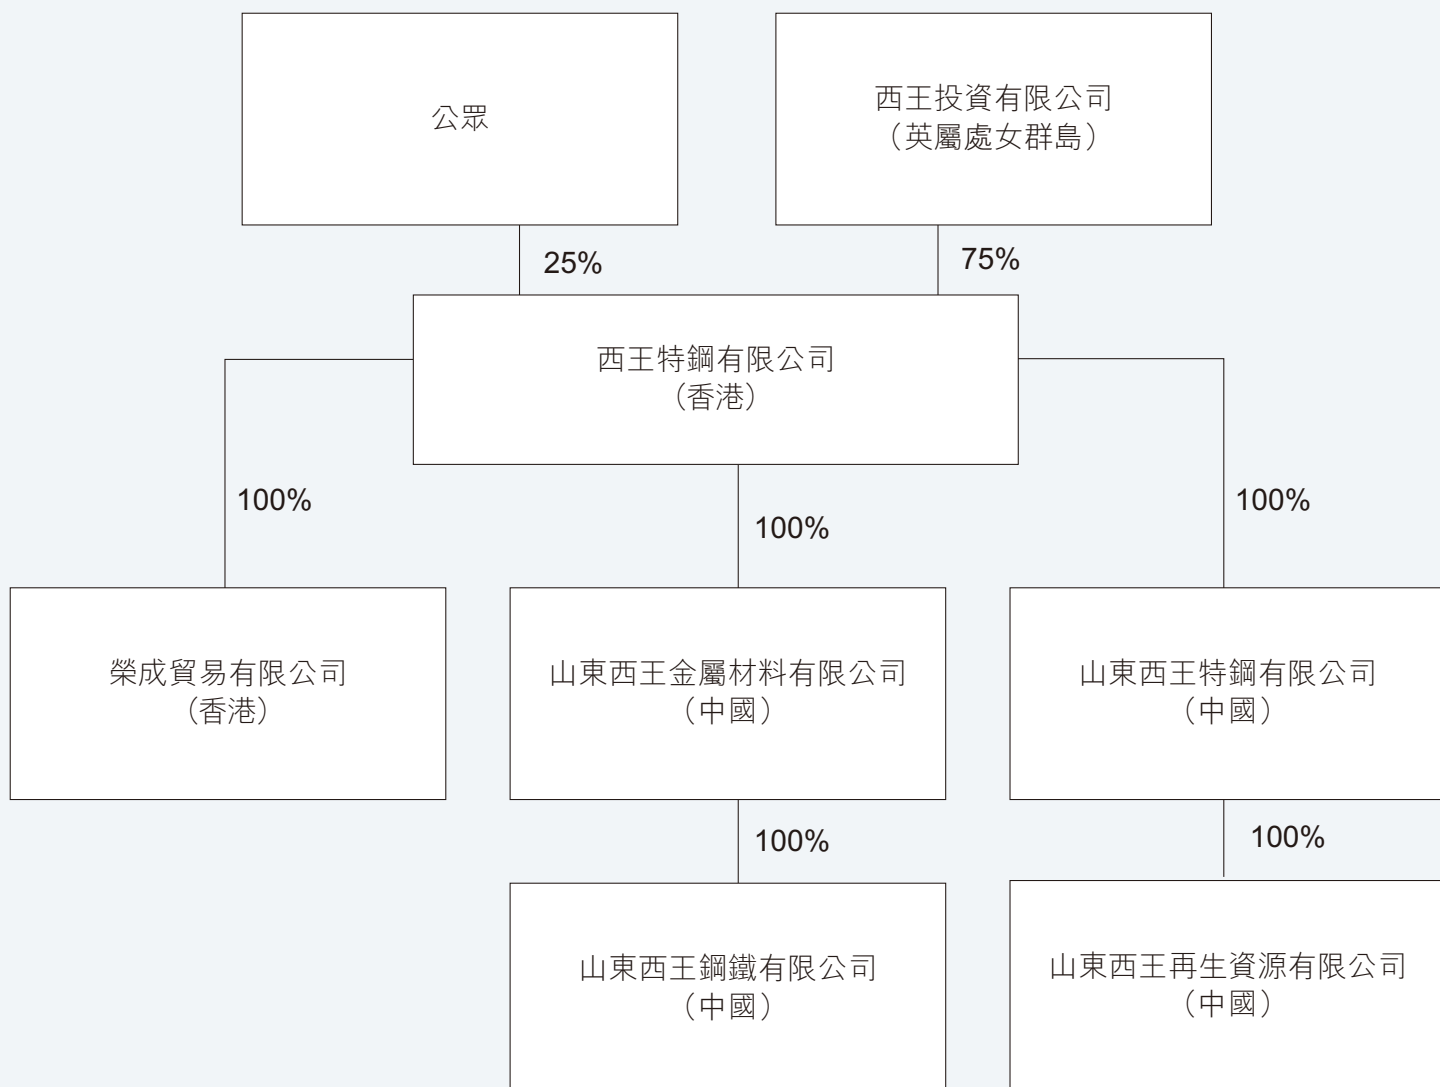 公眾
西王投資有限公司
（英屬處女群島）
25%
75%
西王特鋼有限公司
（香港）
100%
100%
100%
榮成貿易有限公司
（香港）
山東西王金屬材料有限公司
（中國）
山東西王特鋼有限公司
（中國）
100%
100%
山東西王鋼鐵有限公司
（中國）
山東西王再生資源有限公司
（中國）